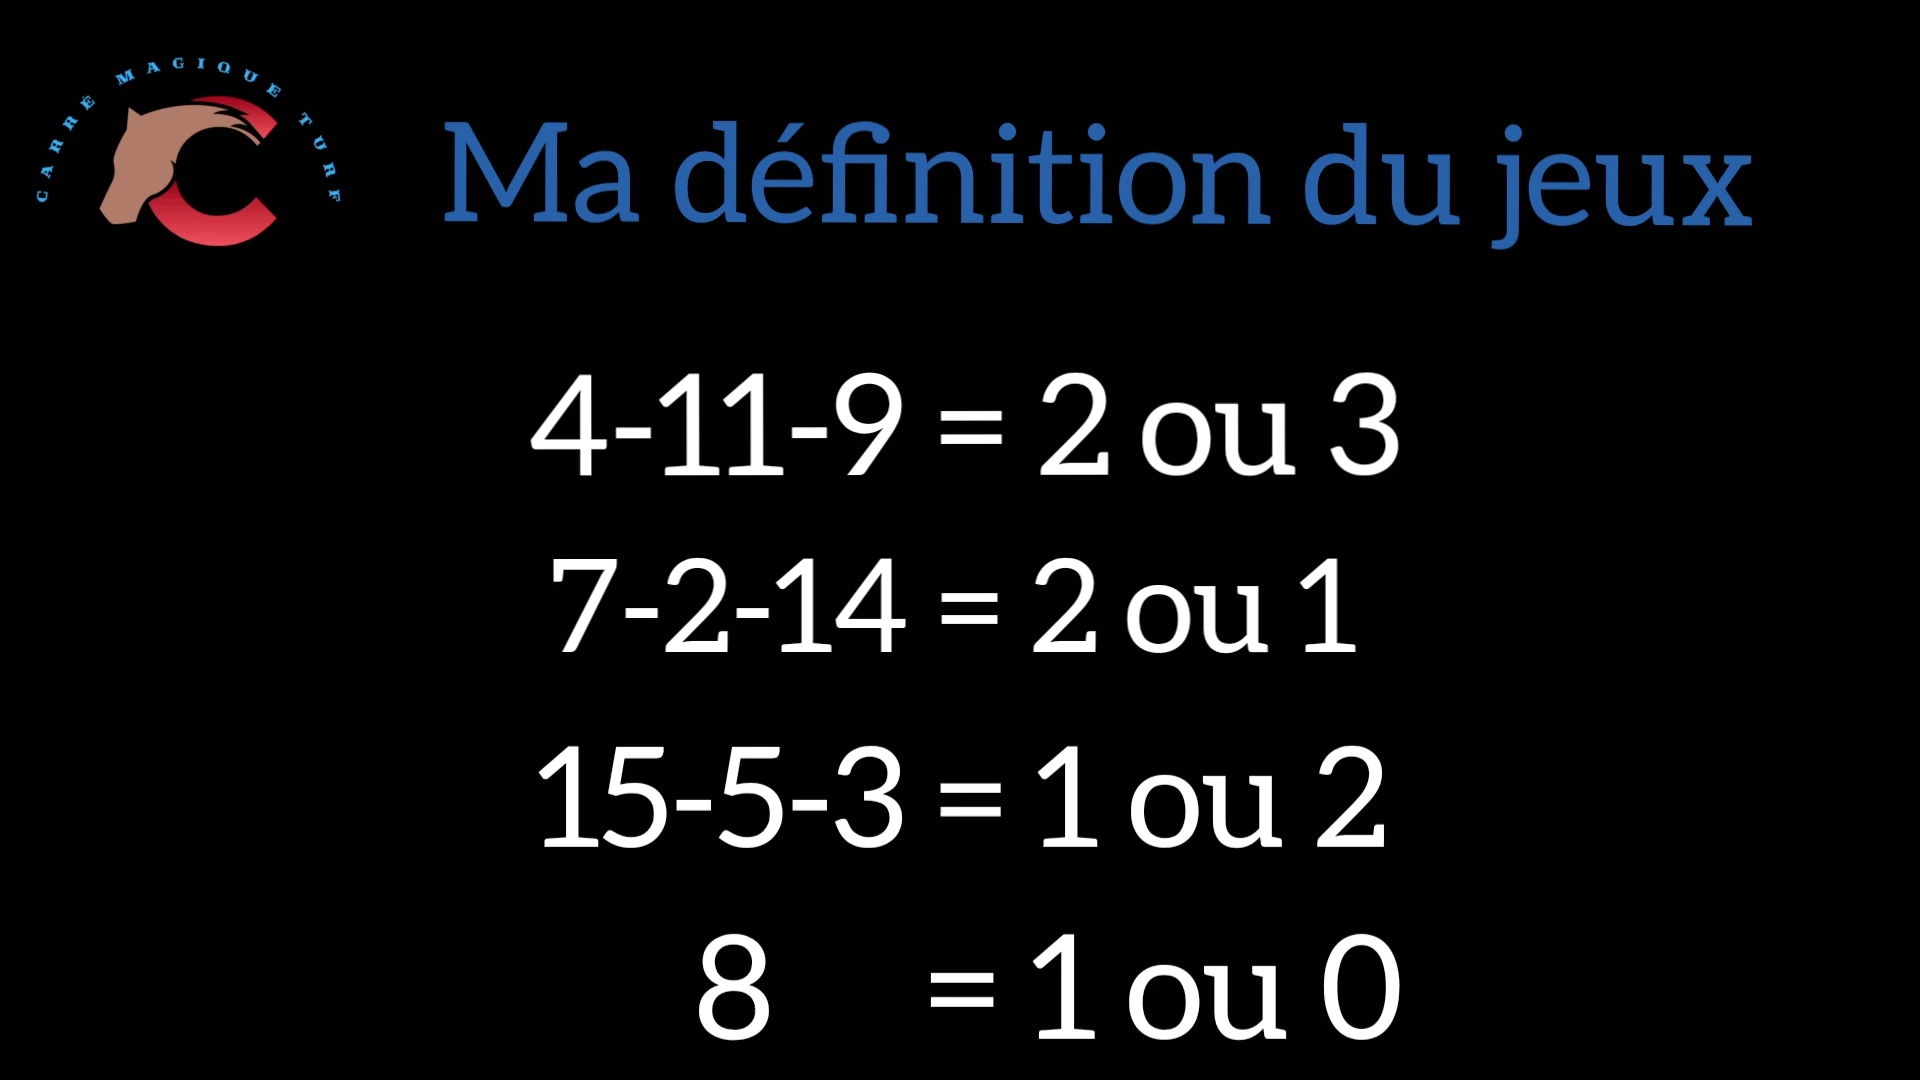 CARRÉ MAGIQUE TURF
Ma définition du jeux
4-11-9 = 2 ou 3
7-2-14 = 2 ou 1
15-5-3 = 1 ou 2
8 = 1 ou 0